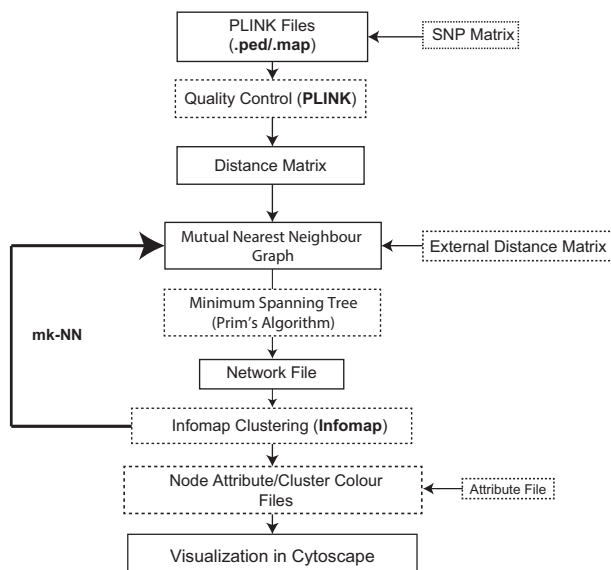 PLINK Files
(.ped/.map)
SNP Matrix
Quality Control (PLINK)
Distance Matrix
Mutual Nearest Neighbour
Graph
External Distance Matrix
Minimum Spanning Tree
(Prim's Algorithm)
mk-NN
Network File
Infomap Clustering (Infomap)
Node Attribute/Cluster Colour
Files
Attribute File
Visualization in Cytoscape